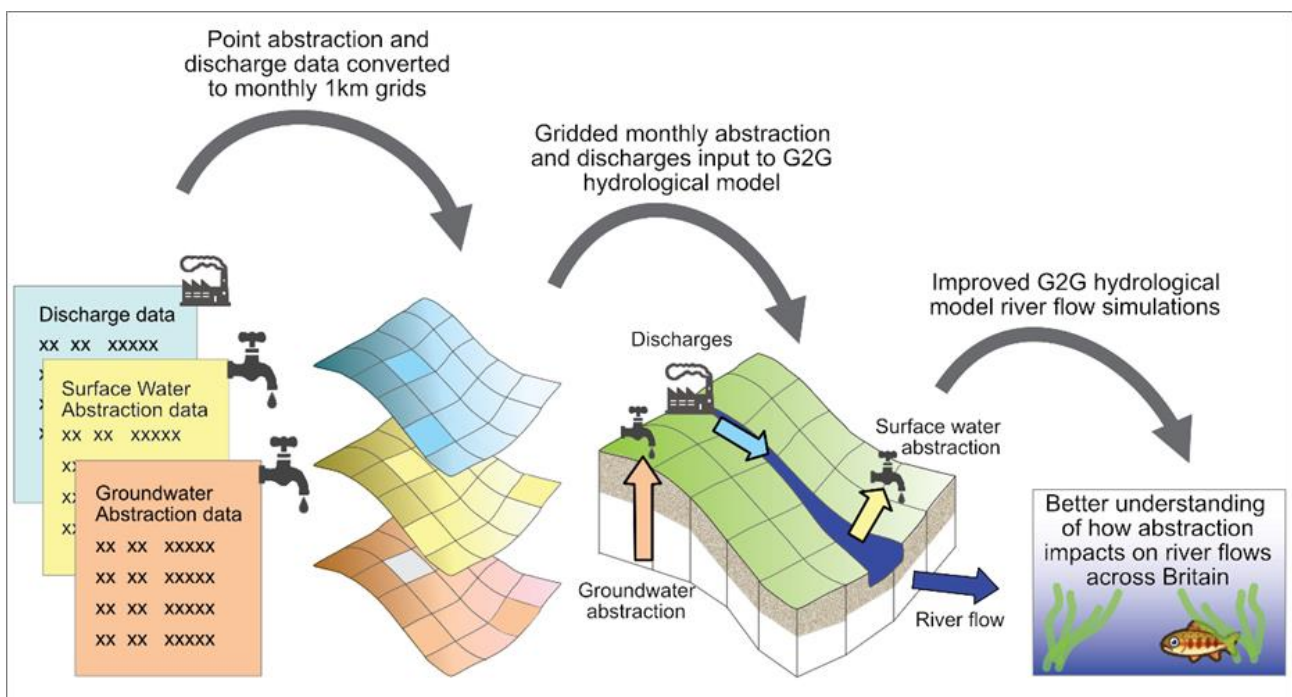 Point abstraction and
discharge data converted
to monthly 1km grids
Gridded monthly abstraction
and discharges input to G2G
hydrological model
Improved G2G hydrological
model river flow simulations
Discharge data
xx xx xxxxx
Surface Water
Abstraction data
xx xx xxxxx
Groundwater
Abstraction data
xx xx xxxxx
xx xx xxxxx
xx xx xxxxx
xx xx xxxxx
Discharges
Surface water
abstraction
Groundwater
abstraction
River flow
Better understanding
of how abstraction
impacts on river flows
across Britain